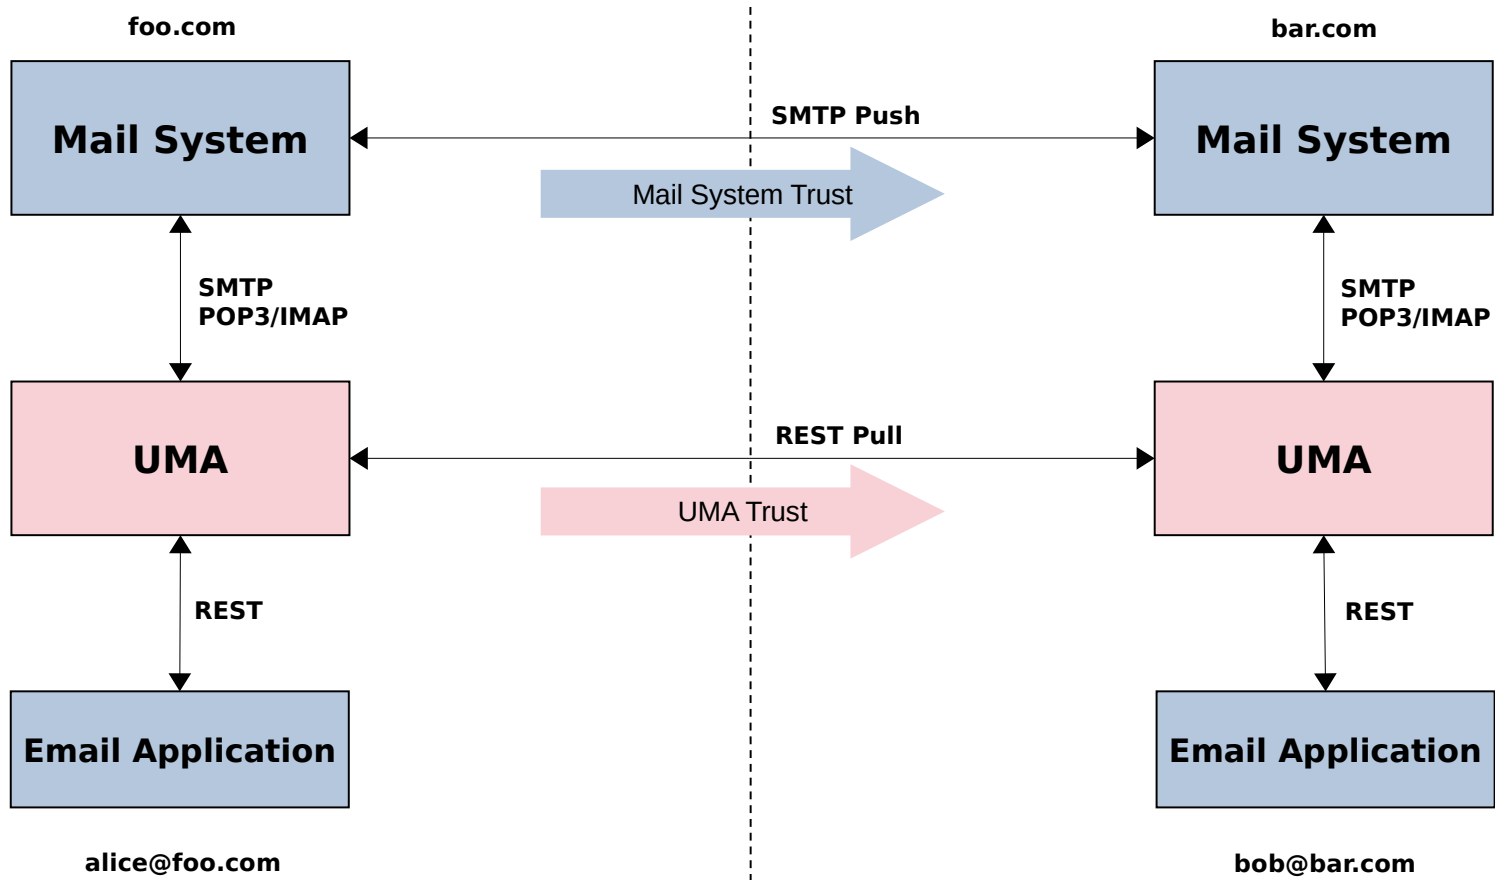 foo.com
bar.com
Mail System
SMTP Push
Mail System
Mail System Trust
SMTP
POP3/IMAP
SMTP
POP3/IMAP
UMA
REST Pull
UMA
UMA Trust
REST
REST
Email Application
Email Application
alice@foo.com
bob@bar.com